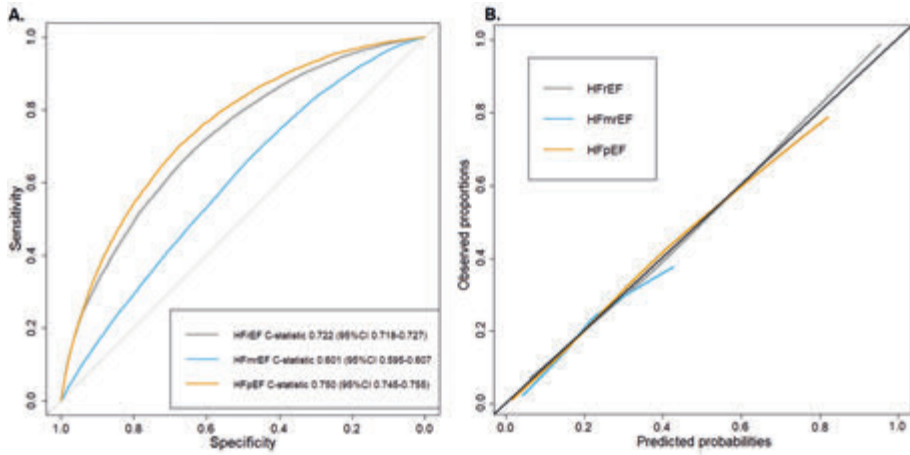 A.
1.0
0.8
0.6
0.4
0.2
0.0
Sensitivity
HFrEF C-statistic 0.722 (95%CI 0.718-0.727)
HFmrEF C-statistic 0.601 (95%CI 0.595-0.607
HFpEF C-statistic 0.750 (95%CI 0.745-0.755)
1.0 0.8 0.6 0.4 0.2 0.0
Specificity
B.
1.0
0.8
0.6
0.4
0.2
0.0
Observed proportions
HFrEF
HFmrEF
HFpEF
0.0 0.2 0.4 0.6 0.8 1.0
Predicted probabilities